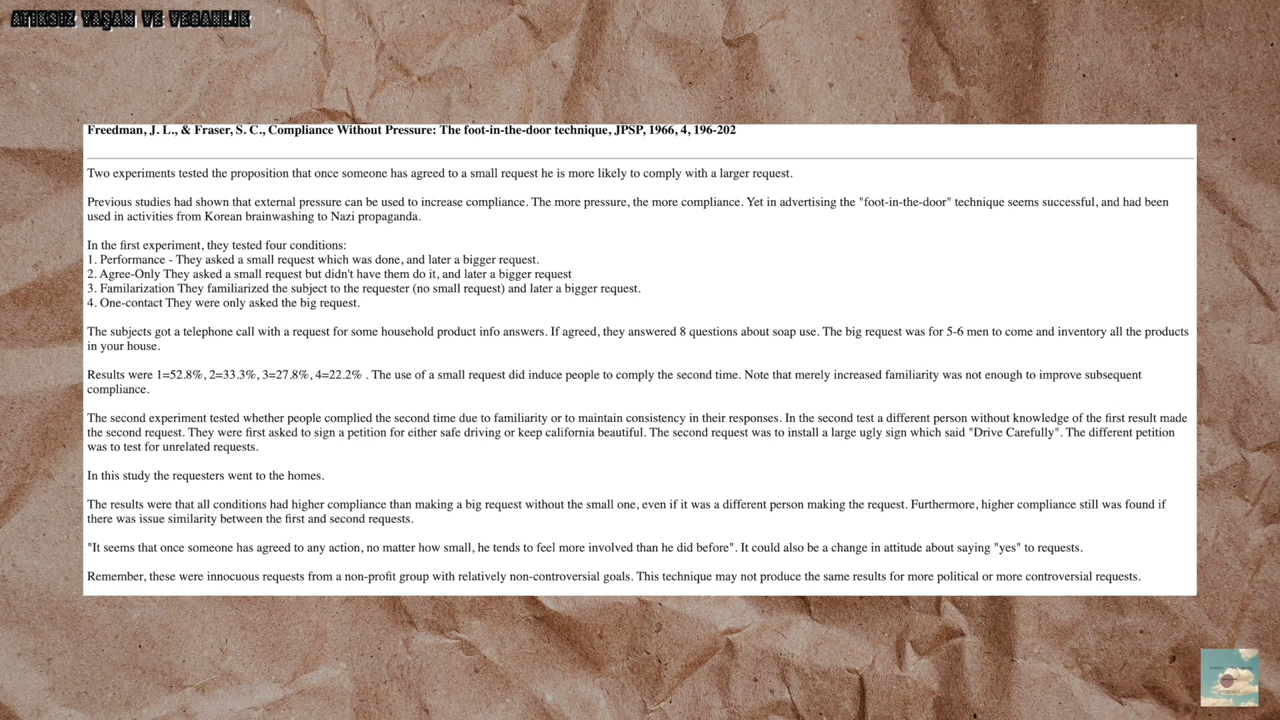 ATIKSIZ YAŞAM VE VEGANLIK
Freedman, J. L., & Fraser, S. C., Compliance Without Pressure: The foot-in-the-door technique, JPSP, 1966, 4, 196-202
Two experiments tested the proposition that once someone has agreed to a small request he is more likely to comply with a larger request.
Previous studies had shown that external pressure can be used to increase compliance. The more pressure, the more compliance. Yet in advertising the "foot-in-the-door" technique seems successful, and had been
used in activities from Korean brainwashing to Nazi propaganda.
In the first experiment, they tested four conditions:
1. Performance - They asked a small request which was done, and later a bigger request.
2. Agree-Only They asked a small request but didn't have them do it, and later a bigger request
3. Familarization They familiarized the subject to the requester (no small request) and later a bigger request.
4. One-contact They were only asked the big request.
The subjects got a telephone call with a request for some household product info answers. If agreed, they answered 8 questions about soap use. The big request was for 5-6 men to come and inventory all the products
in your house.
Results were 1=52.8%, 2=33.3%, 3=27.8%, 4=22.2% . The use of a small request did induce people to comply the second time. Note that merely increased familiarity was not enough to improve subsequent
compliance.
The second experiment tested whether people complied the second time due to familiarity or to maintain consistency in their responses. In the second test a different person without knowledge of the first result made
the second request. They were first asked to sign a petition for either safe driving or keep california beautiful. The second request was to install a large ugly sign which said "Drive Carefully". The different petition
was to test for unrelated requests.
In this study the requesters went to the homes.
The results were that all conditions had higher compliance than making a big request without the small one, even if it was a different person making the request. Furthermore, higher compliance still was found if
there was issue similarity between the first and second requests.
"It seems that once someone has agreed to any action, no matter how small, he tends to feel more involved than he did before". It could also be a change in attitude about saying "yes" to requests.
Remember, these were innocuous requests from a non-profit group with relatively non-controversial goals. This technique may not produce the same results for more political or more controversial requests.
PODCAST